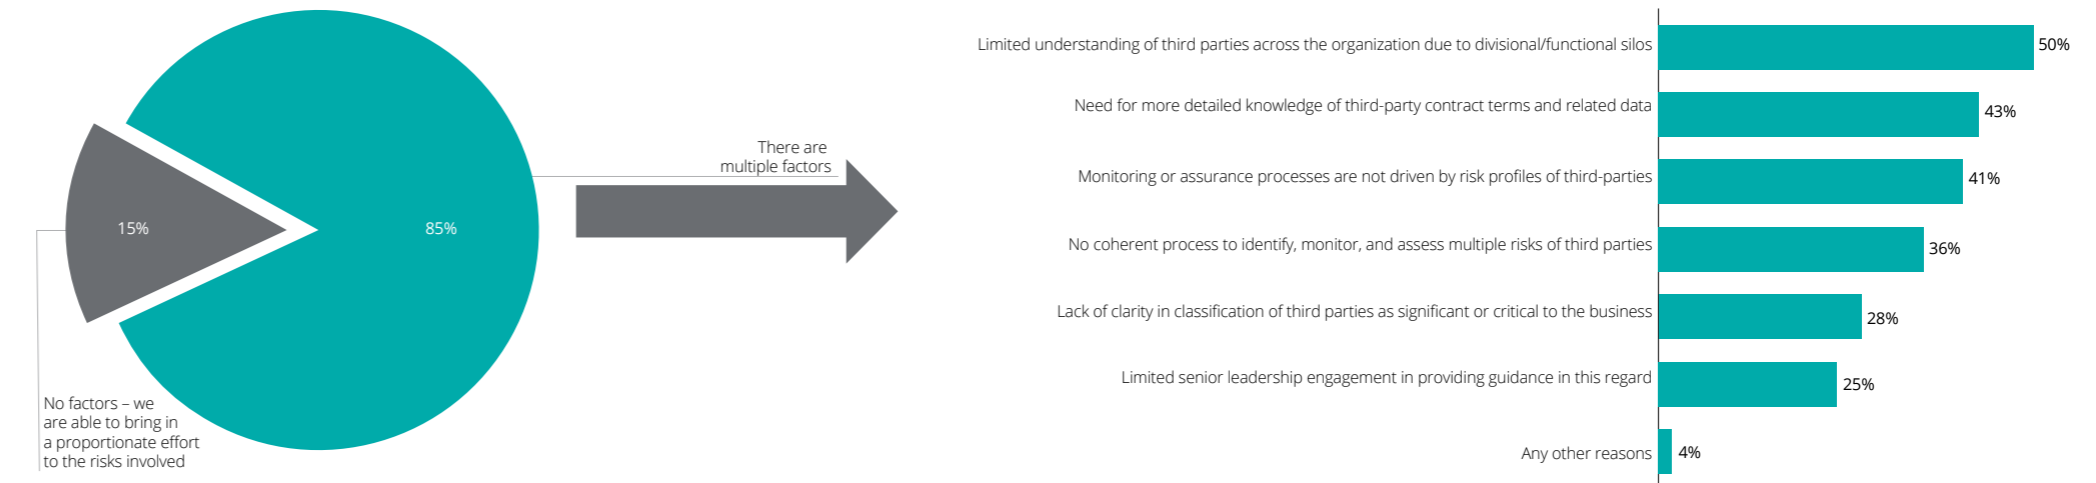 15%
85%
No factors – we
are able to bring in
a proportionate effort
to the risks involved
There are
multiple factors
Limited understanding of third parties across the organization due to divisional/functional silos
50%
Need for more detailed knowledge of third-party contract terms and related data
43%
Monitoring or assurance processes are not driven by risk profiles of third-parties
41%
No coherent process to identify, monitor, and assess multiple risks of third parties
36%
Lack of clarity in classification of third parties as significant or critical to the business
28%
Limited senior leadership engagement in providing guidance in this regard
25%
Any other reasons
4%